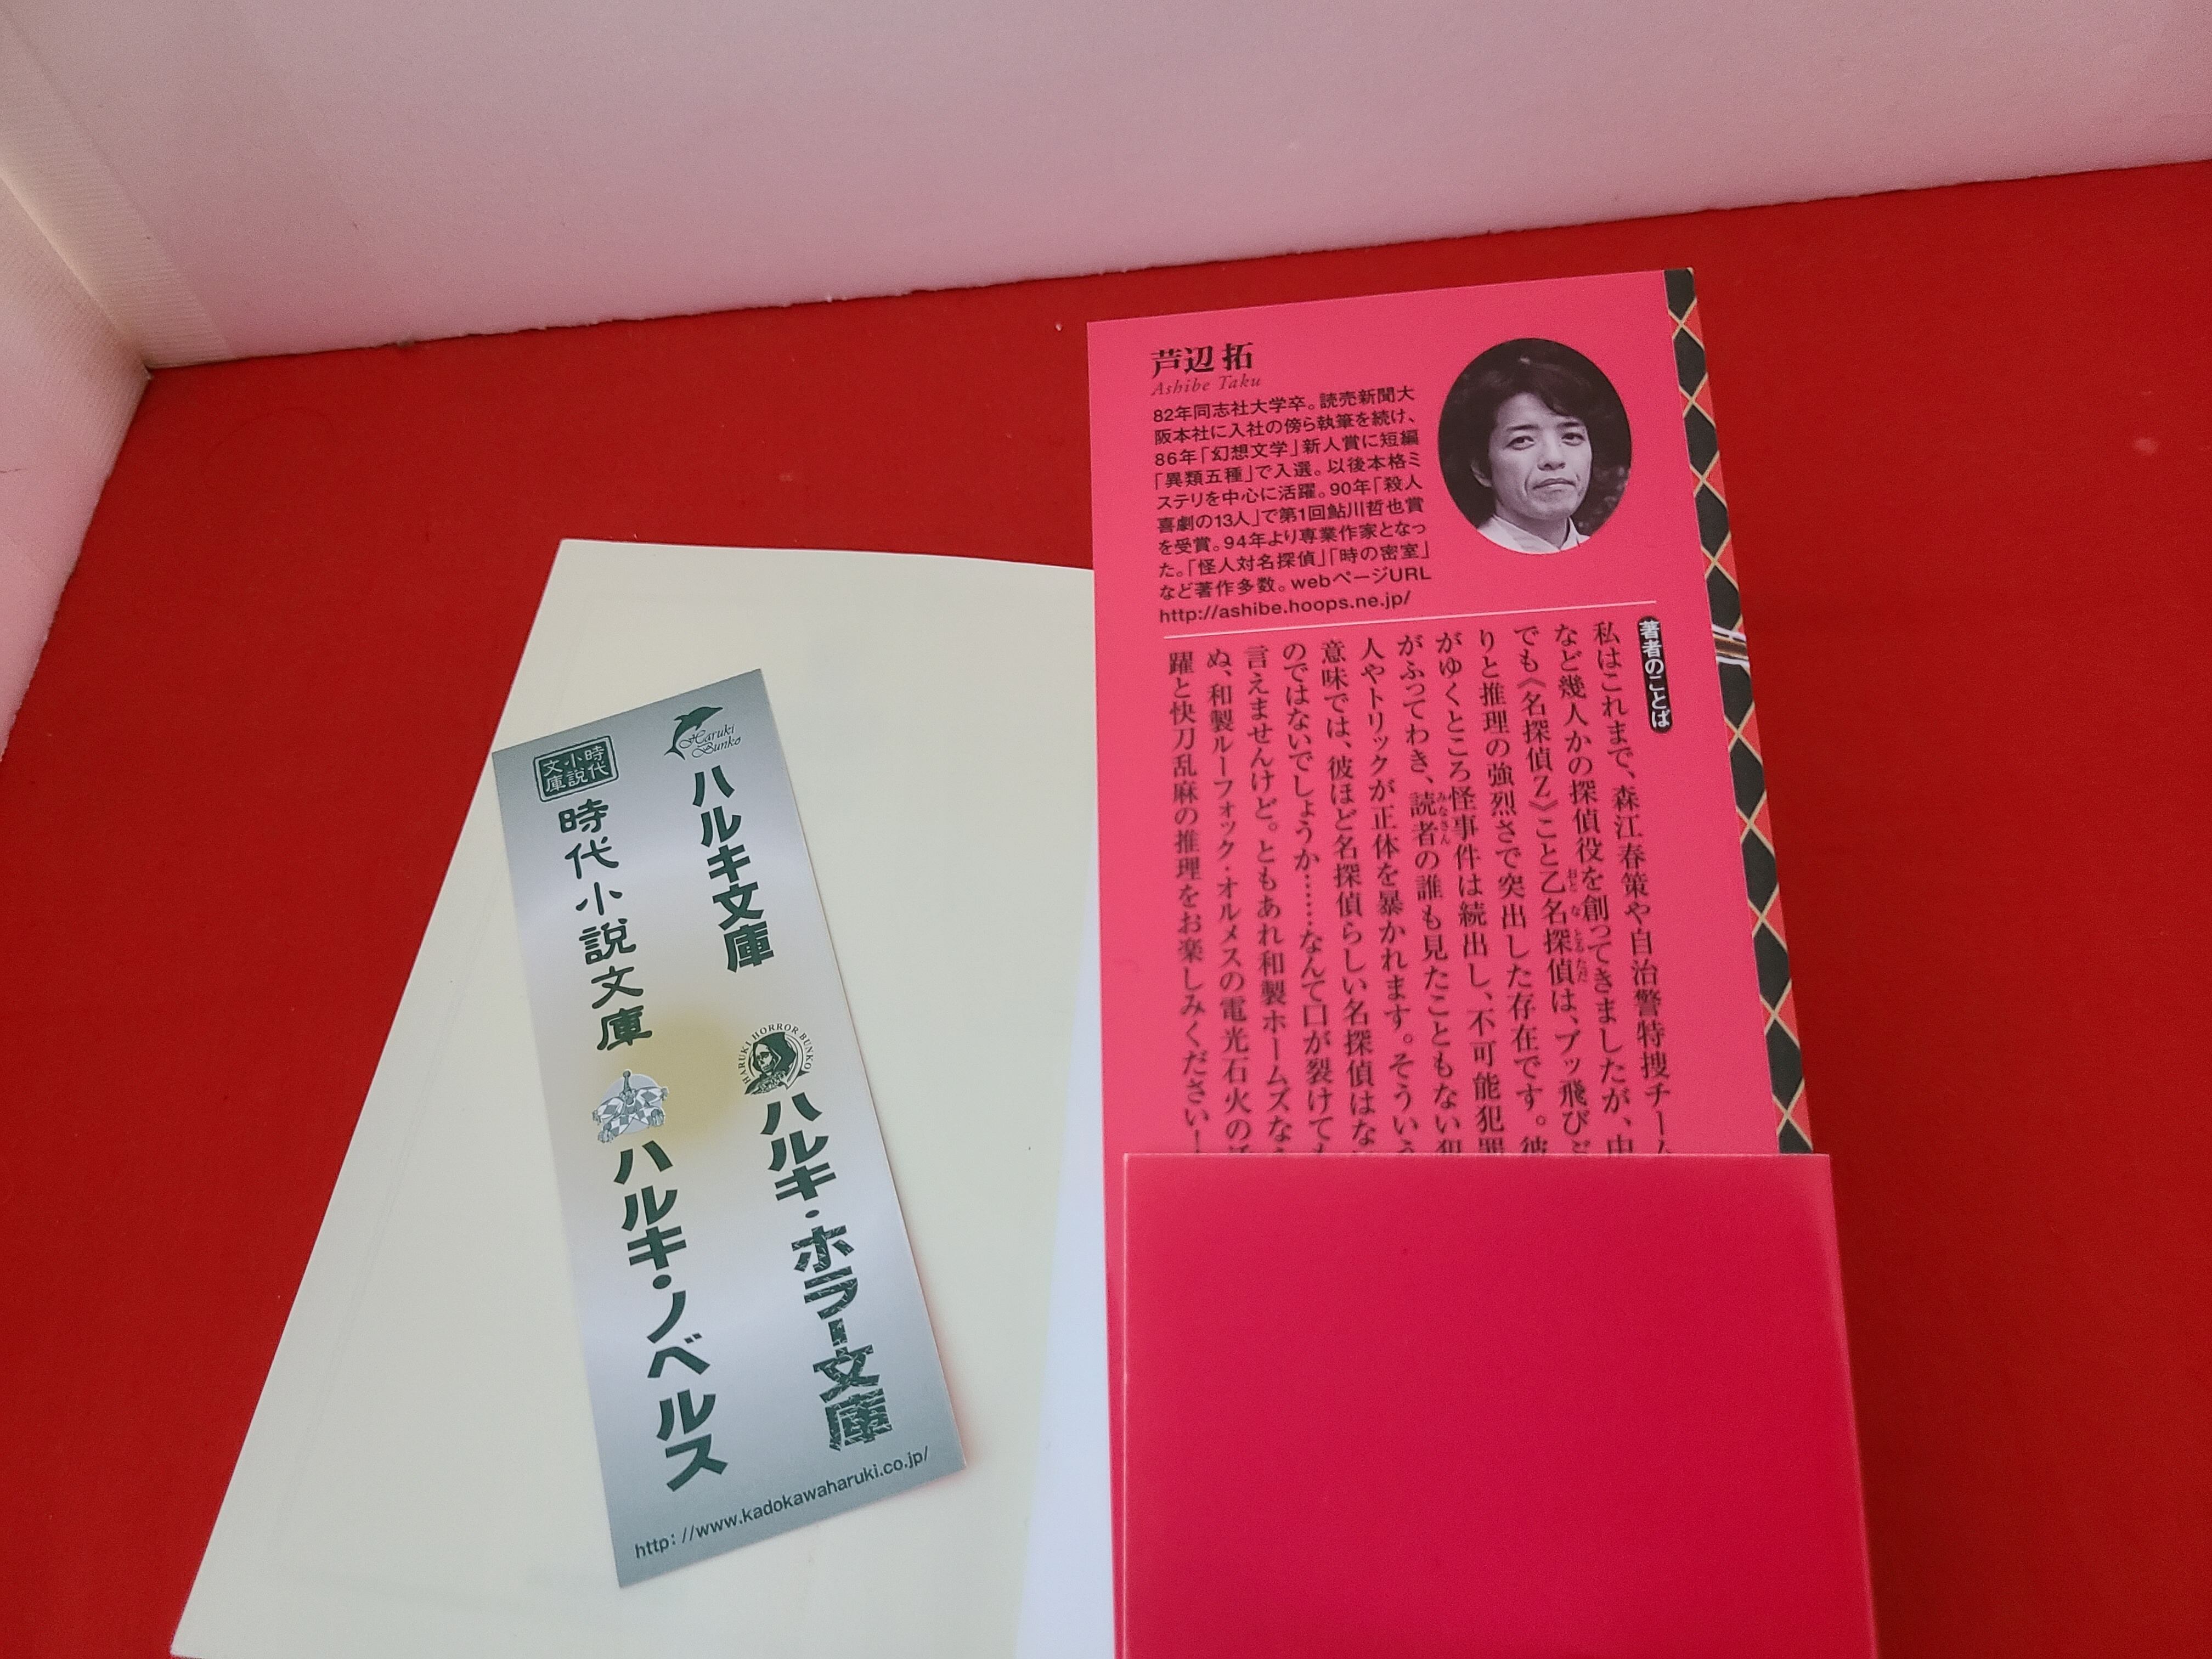 芦辺 拓
Ashibe Taku
82年同志社大学卒。読売新聞大
阪本社に入社の傍ら執筆を続け、
86年「幻想文学」新人賞に短編
「異類五種」で入選。以後本格ミ
ステリを中心に活躍。90年「殺人
喜劇の13人」で第1回鮎川哲也賞
を受賞。94年より専業作家となっ
た。「怪人対名探偵」「時の密室」
など著作多数。webページURL
http://ashibe.hoops.ne.jp/
著者のことば
私はこれまで、森江春策や自治警特捜チーム
など幾人かの探偵役を創ってきましたが、中
でも《名探偵Z》こと乙名探偵は、ブッ飛びど
おと な とるただ
りと推理の強烈さで突出した存在です。彼
がゆくところ怪事件は続出し、不可能犯罪
がふってわき、読者の誰も見たこともない犯
みなさん
人やトリックが正体を暴かれます。そういう
意味では、彼ほど名探偵らしい名探偵はな
のではないでしょうか……なんて口が裂けても
言えませんけど。ともあれ和製ホームズなら
ぬ、和製ルーフォック・オルメスの電光石火の
躍と快刀乱麻の推理をお楽しみください!
Haruki
Bunko
ハルキ文庫
HARUKI HORROR BUNKO
ハルキ・ホラー文庫
時代
小説
文庫
時代小説文庫
ハルキ・ノベルス
http://www.kadokawaharuki.co.jp/